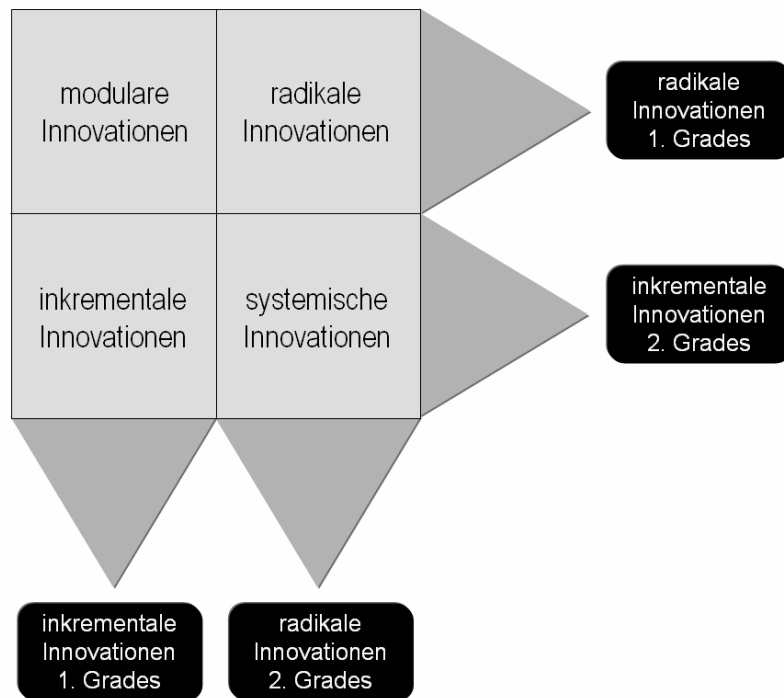 modulare
Innovationen
radikale
Innovationen
radikale
Innovationen
1. Grades
inkrementale
Innovationen
systemische
Innovationen
inkrementale
Innovationen
2. Grades
inkrementale
Innovationen
1. Grades
radikale
Innovationen
2. Grades